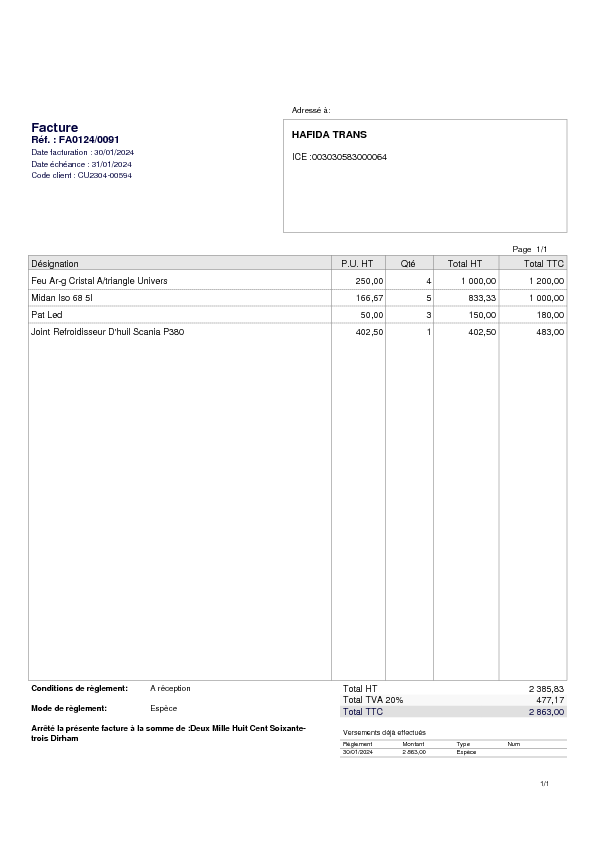 Adressé à:
Facture
Réf. : FA0124/0091
Date facturation : 30/01/2024
Date échéance : 31/01/2024
Code client : CU2304-00594
HAFIDA TRANS
ICE :003030583000064
Page 1/1
Désignation P.U. HT Qté Total HT Total TTC
Feu Ar-g Cristal A/triangle Univers 250,00 4 1 000,00 1 200,00
Midan Iso 68 5l 166,67 5 833,33 1 000,00
Pat Led 50,00 3 150,00 180,00
Joint Refroidisseur D'huil Scania P380 402,50 1 402,50 483,00
Conditions de règlement: A réception
Mode de règlement: Espèce
Arrêté la présente facture à la somme de :Deux Mille Huit Cent Soixante-
trois Dirham
Total HT 2 385,83
Total TVA 20% 477,17
Total TTC 2 863,00
Versements déjà effectués
Règlement Montant Type Num
30/01/2024 2 863,00 Espèce
1/1